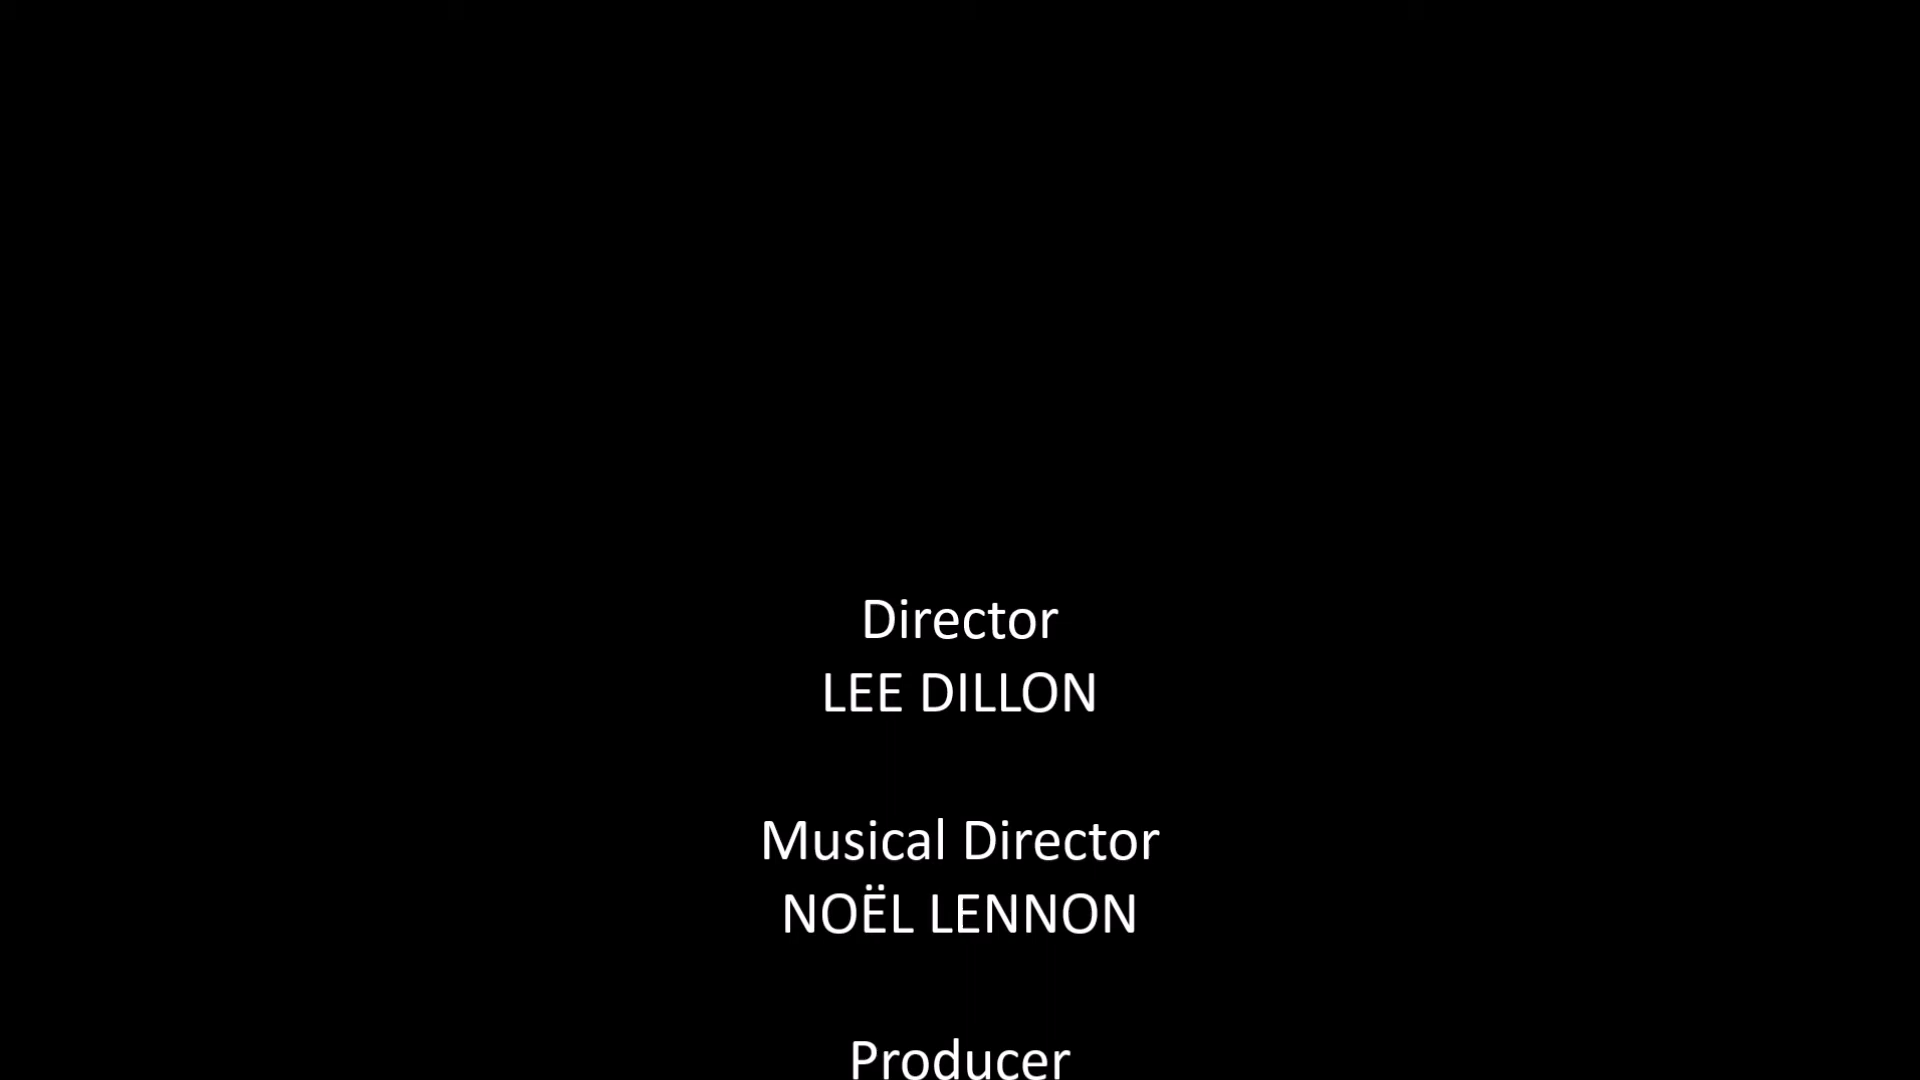 Director
LEE DILLON
Musical Director
NOËL LENNON
Producer